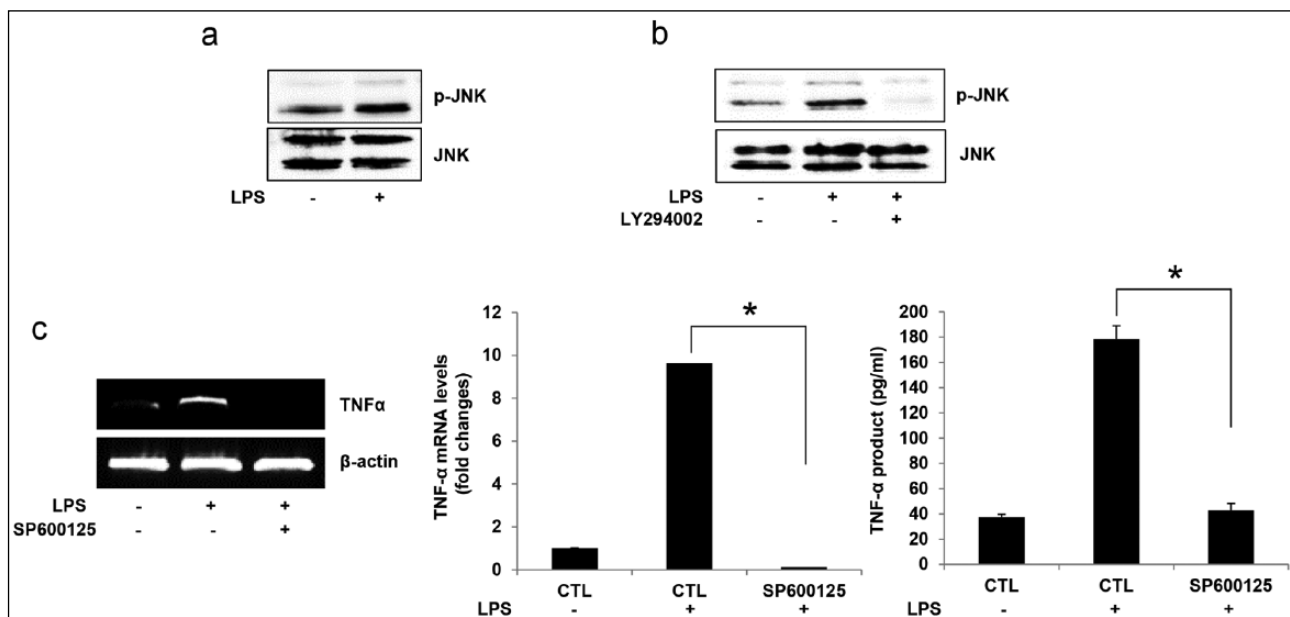 a
p-JNK
JNK
LPS - +
b
p-JNK
JNK
LPS - + +
LY294002 - - +
c
TNFα
β-actin
LPS - + +
SP600125 - - +
TNF-α mRNA levels
(fold changes)
12
10
8
6
4
2
0
*
CTL CTL SP600125
LPS - + +
TNF-α product (pg/ml)
200
180
160
140
120
100
80
60
40
20
0
*
CTL CTL SP600125
LPS - + +